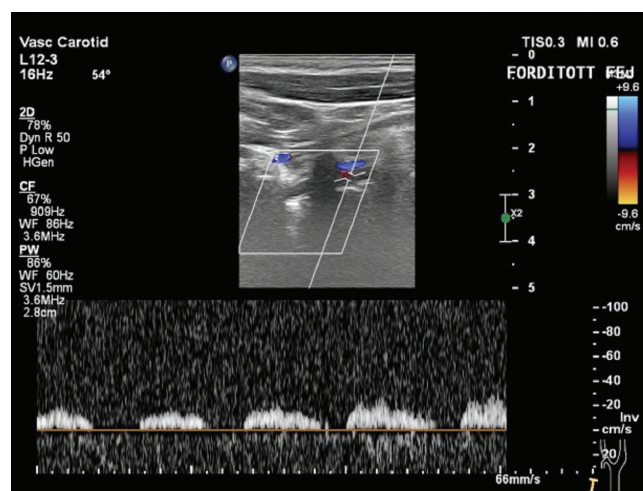 Vasc Carotid
L12-3
16Hz 54°
TIS0.3 MI 0.6
FORDITOTT FEJ
2D
78%
Dyn R 50
P Low
HGen
CF
67%
909Hz
WF 86Hz
3.6MHz
PW
86%
WF 60Hz
SV1.5mm
3.6MHz
2.8cm
P
0
1
2
3
4
5
X2
+9.6
-9.6
cm/s
-100
-80
-60
-40
-20
Inv
cm/s
20
66mm/s